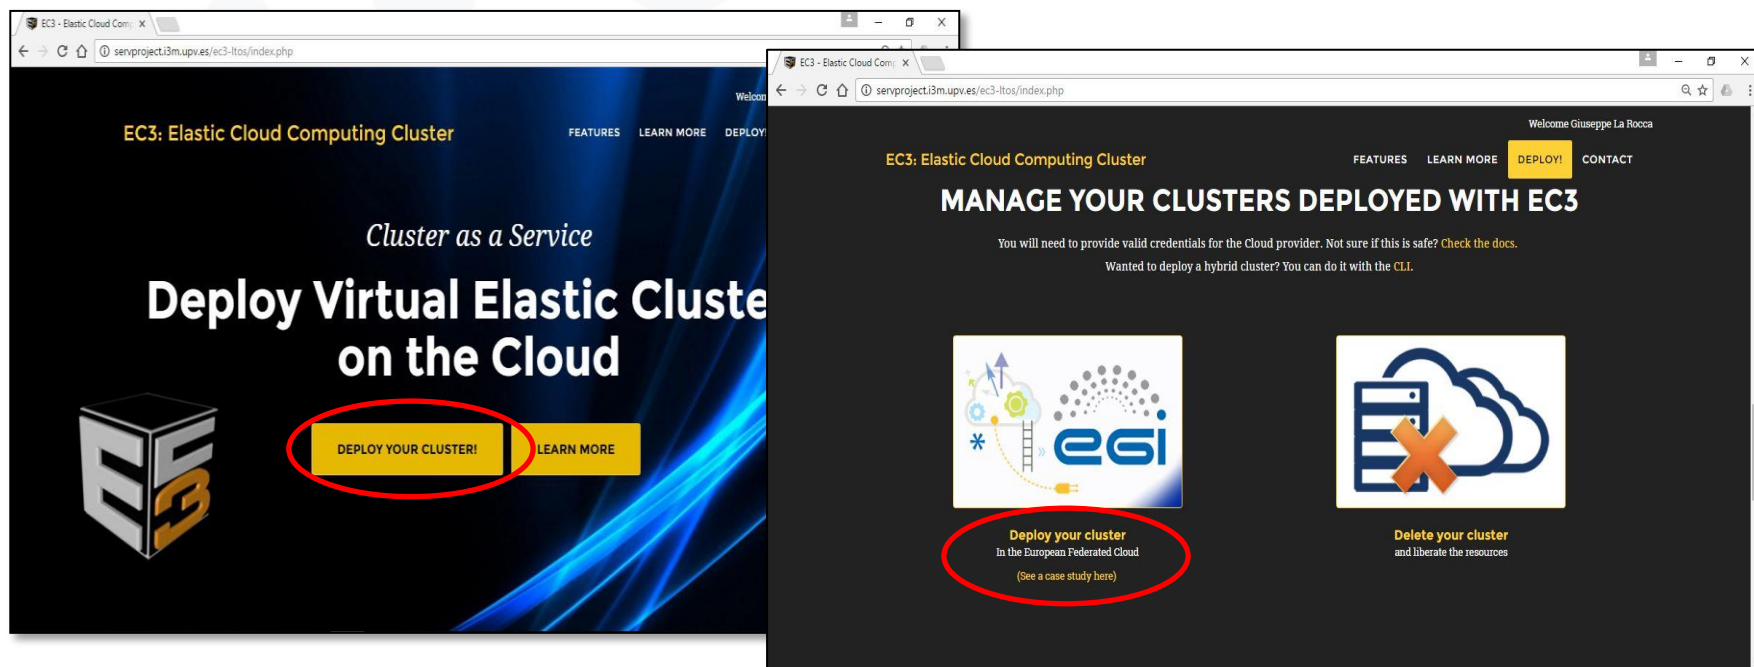 EC3 - Elastic Cloud Com
servproject.i3m.upv.es/ec3-ltos/index.php
Welcom
EC3: Elastic Cloud Computing Cluster
FEATURES LEARN MORE DEPLOY!
Cluster as a Service
Deploy Virtual Elastic Cluste
on the Cloud
DEPLOY YOUR CLUSTER! LEARN MORE
EC3
EC3 - Elastic Cloud Com
servproject.i3m.upv.es/ec3-ltos/index.php
Welcome Giuseppe La Rocca
EC3: Elastic Cloud Computing Cluster
FEATURES LEARN MORE DEPLOY! CONTACT
MANAGE YOUR CLUSTERS DEPLOYED WITH EC3
You will need to provide valid credentials for the Cloud provider. Not sure if this is safe? Check the docs.
Wanted to deploy a hybrid cluster? You can do it with the CLI.
egi
Deploy your cluster
In the European Federated Cloud
(See a case study here)
Delete your cluster
and liberate the resources